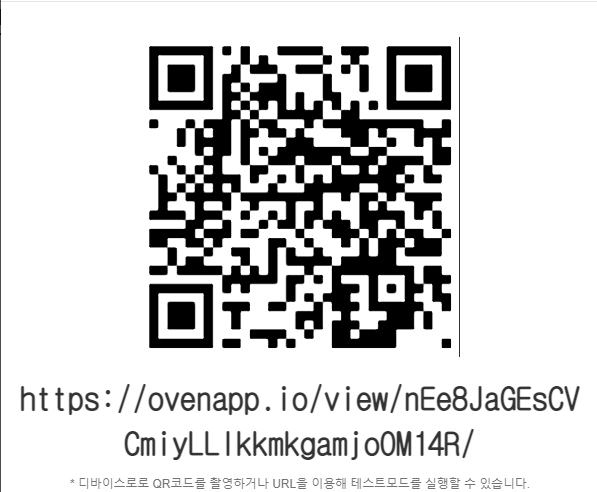 https://ovenapp.io/view/nEe8JaGEsCV
CmiyLLIkkmkgamjoOM14R/
* 디바이스로로 QR코드를 촬영하거나 URL을 이용해 테스트모드를 실행할 수 있습니다.